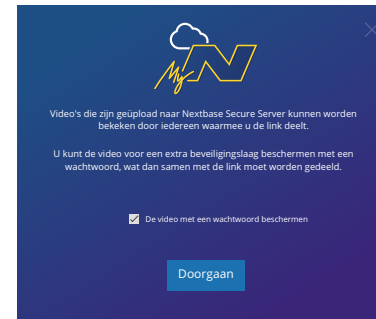 My N
Video's die zijn geüpload naar Nextbase Secure Server kunnen worden
bekeken door iedereen waarmee u de link deelt.
U kunt de video voor een extra beveiligingslaag beschermen met een
wachtwoord, wat dan samen met de link moet worden gedeeld.
De video met een wachtwoord beschermen
Doorgaan